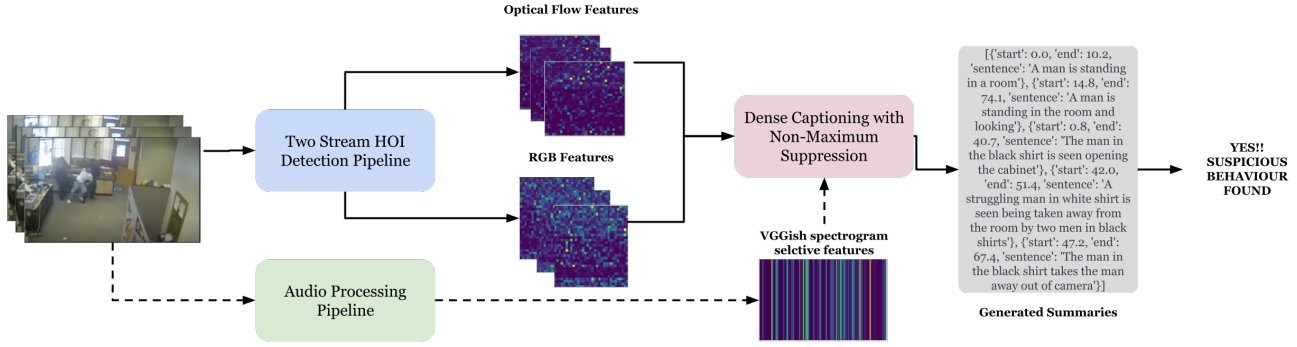 Optical Flow Features
Two Stream HOI
Detection Pipeline
RGB Features
Audio Processing
Pipeline
Dense Captioning with
Non-Maximum
Suppression
VGGish spectrogram
selctive features
[{'start': 0.0, 'end': 10.2,
'sentence': 'A man is standing
in a room'}, {'start': 14.8, 'end':
74.1, 'sentence': 'A man is
standing in the room and
looking'}, {'start': 0.8, 'end':
40.7, 'sentence': 'The man in
the black shirt is seen opening
the cabinet'}, {'start': 42.0,
'end': 51.4, 'sentence': 'A
struggling man in white shirt is
seen being taken away from
the room by two men in black
shirts'}, {'start': 47.2, 'end':
67.4, 'sentence': 'The man in
the black shirt takes the man
away out of camera'}]
Generated Summaries
YES!!
SUSPICIOUS
BEHAVIOUR
FOUND